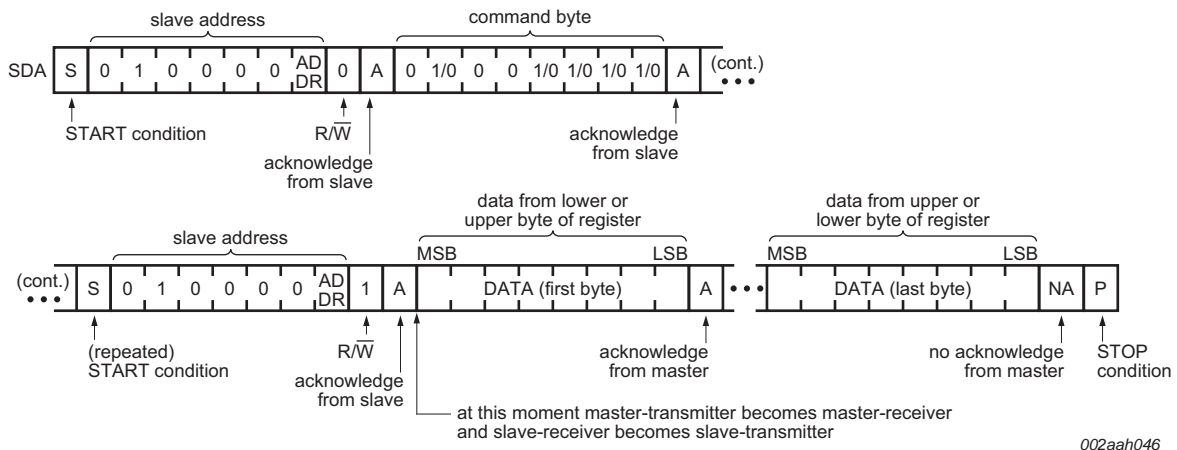 slave address
command byte
SDA S 0 1 0 0 0 0 AD DR 0 A 0 1/0 0 0 1/0 1/0 1/0 1/0 A (cont.) •••
START condition
R/W̅
acknowledge
from slave
acknowledge
from slave
data from lower or
upper byte of register
data from upper or
lower byte of register
slave address
MSB LSB
MSB LSB
(cont.) ••• S 0 1 0 0 0 0 AD DR 1 A DATA (first byte) A ••• DATA (last byte) NA P
(repeated)
START condition
R/W̅
acknowledge
from slave
acknowledge
from master
no acknowledge
from master
STOP
condition
at this moment master-transmitter becomes master-receiver
and slave-receiver becomes slave-transmitter
002aah046